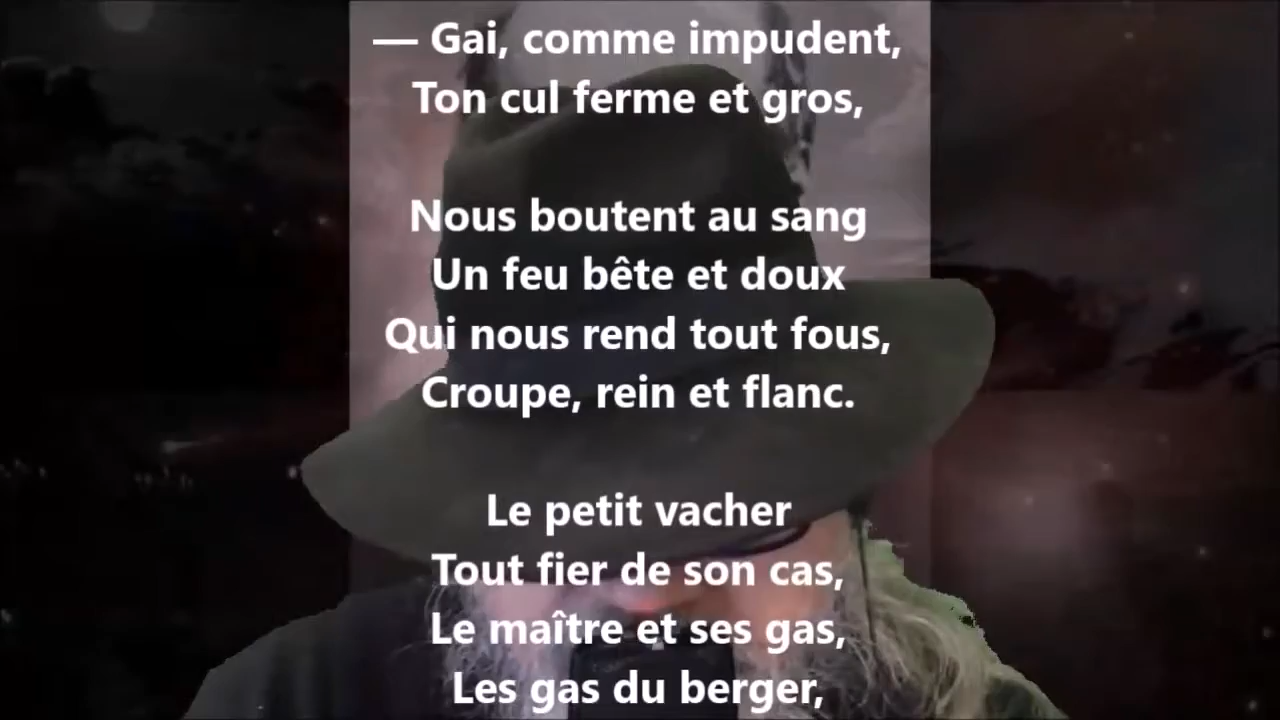 — Gai, comme impudent,
Ton cul ferme et gros,
Nous boutent au sang
Un feu bête et doux
Qui nous rend tout fous,
Croupe, rein et flanc.
Le petit vacher
Tout fier de son cas,
Le maître et ses gas,
Les gas du berger,